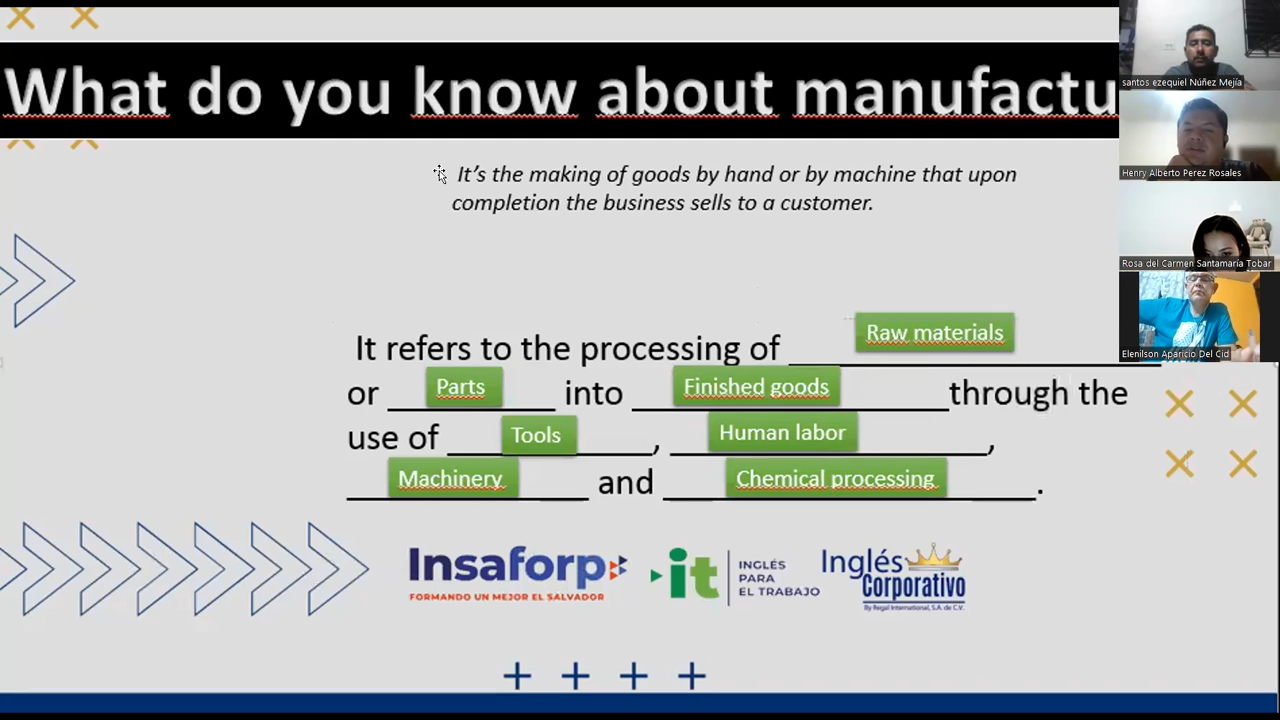 What do you know about manufactu
It's the making of goods by hand or by machine that upon
completion the business sells to a customer.
It refers to the processing of Raw materials
or Parts into Finished goods through the
use of Tools, Human labor,
Machinery and Chemical processing.
Insaforp
FORMANDO UN MEJOR EL SALVADOR
it
INGLÉS
PARA
EL TRABAJO
Inglés
Corporativo
By Regal International, S.A. de C.V.
santos ezequiel Núñez Mejía
Henry Alberto Perez Rosales
Rosa del Carmen Santamaría Tobar
Elenilson Aparicio Del Cid